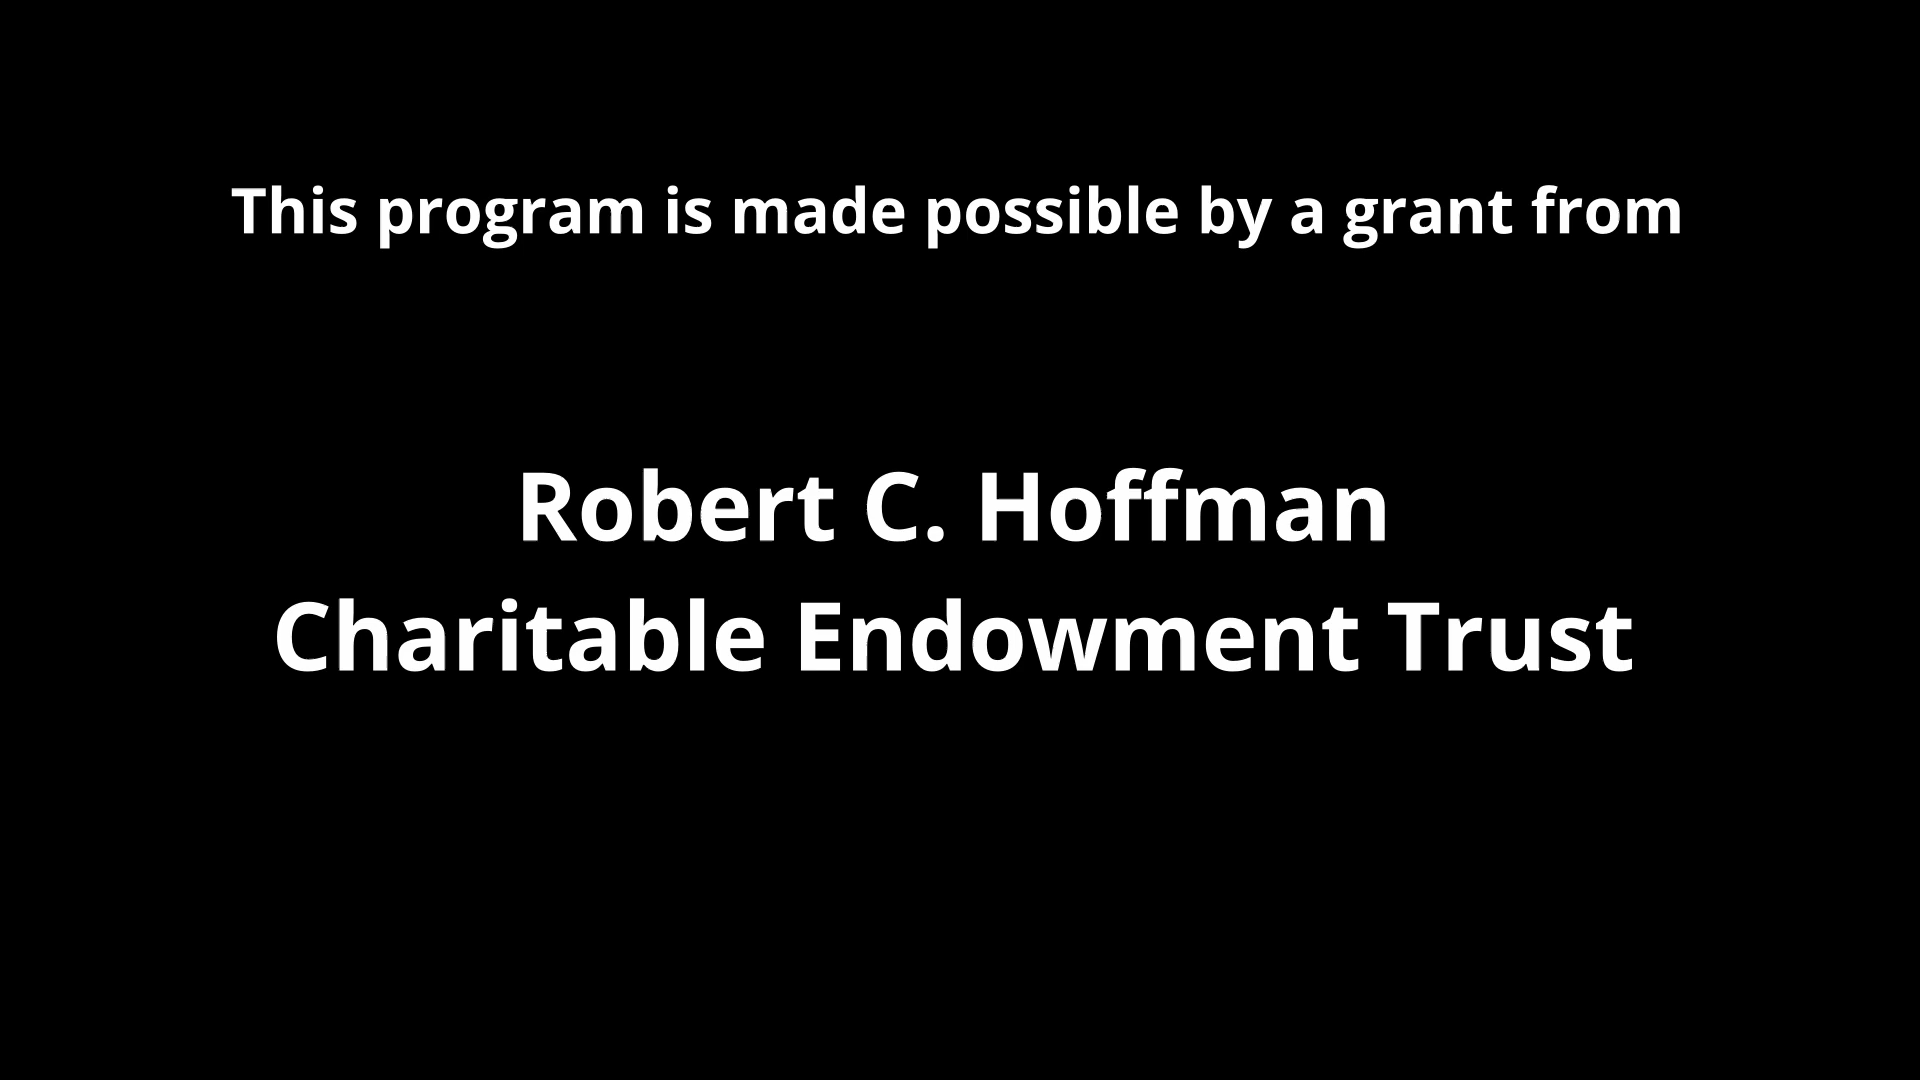 This program is made possible by a grant from
Robert C. Hoffman
Charitable Endowment Trust